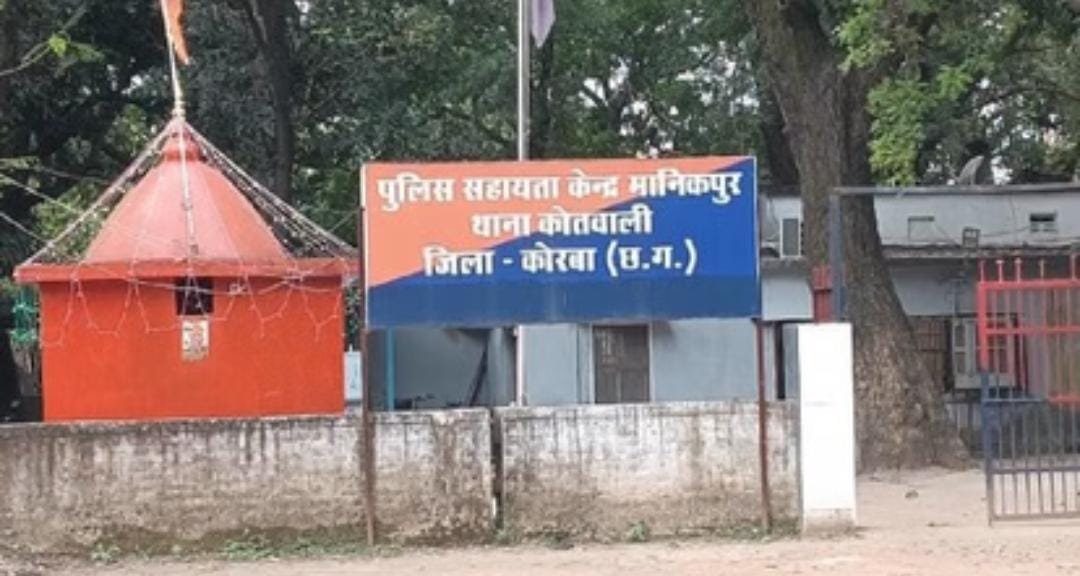 पुलिस सहायता केन्द्र मानिकपुर
थाना कोतवाली
जिला - कोरबा (छ.ग.)